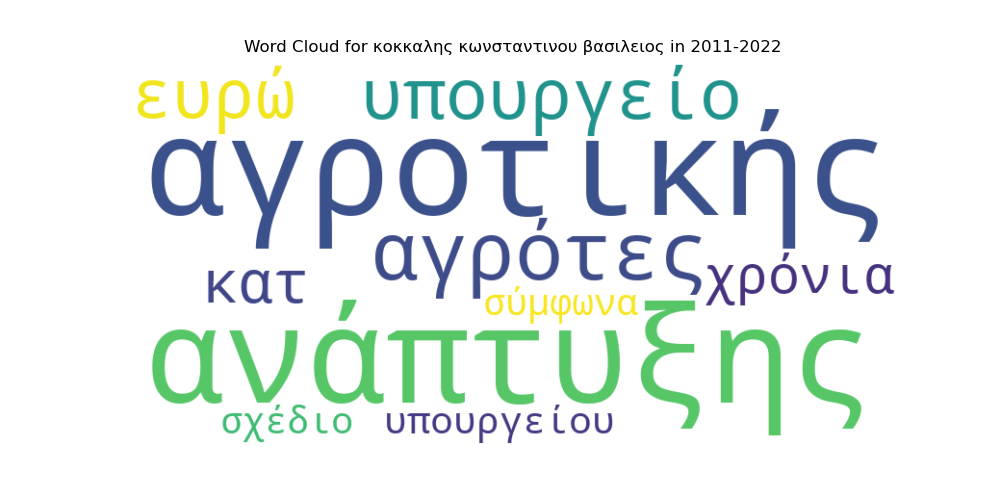 Word Cloud for κοκκαλης κωνσταντινου βασιλειος in 2011-2022
ευρώ υπουργείο
αγροτικής
αγρότες
κατ χρόνια
σύμφωνα
ανάπτυξης
σχέδιο υπουργείου